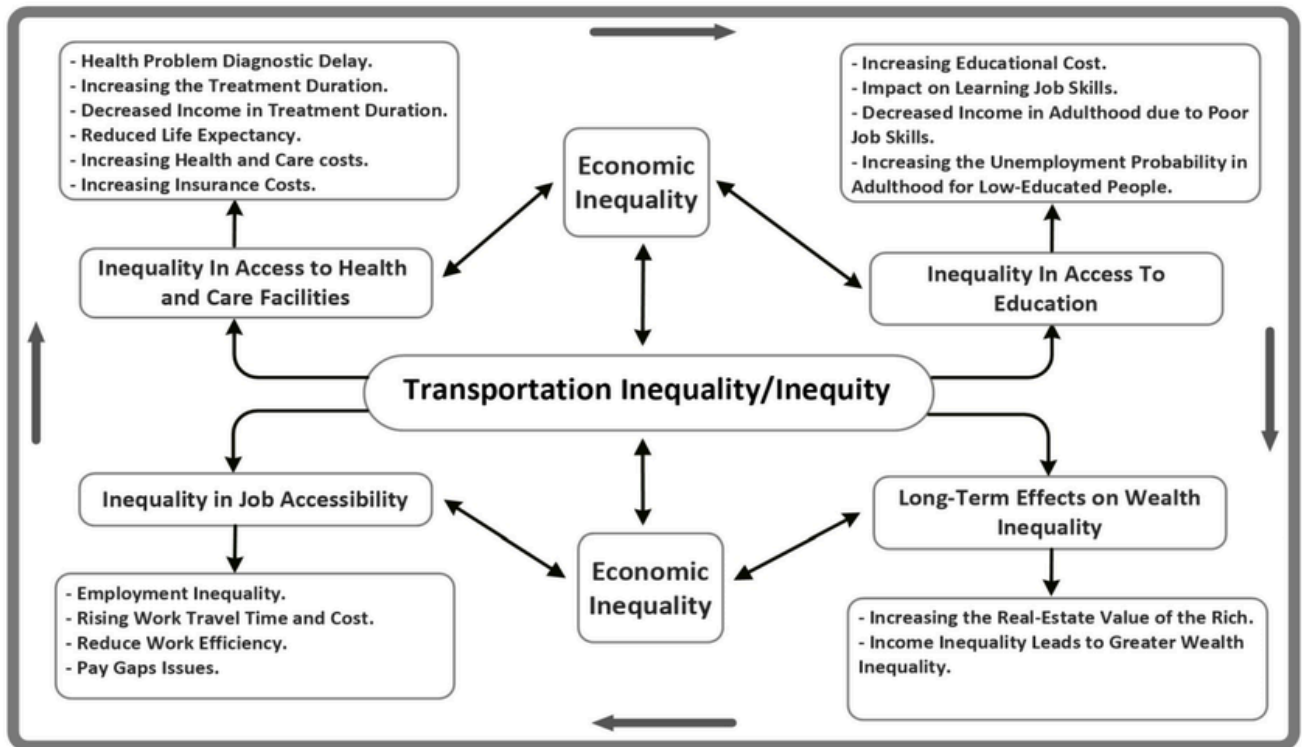 - Health Problem Diagnostic Delay.
- Increasing the Treatment Duration.
- Decreased Income in Treatment Duration.
- Reduced Life Expectancy.
- Increasing Health and Care costs.
- Increasing Insurance Costs.
Economic
Inequality
- Increasing Educational Cost.
- Impact on Learning Job Skills.
- Decreased Income in Adulthood due to Poor
Job Skills.
- Increasing the Unemployment Probability in
Adulthood for Low-Educated People.
Inequality In Access to Health
and Care Facilities
Inequality In Access To
Education
Transportation Inequality/Inequity
Inequality in Job Accessibility
Long-Term Effects on Wealth
Inequality
Economic
Inequality
- Employment Inequality.
- Rising Work Travel Time and Cost.
- Reduce Work Efficiency.
- Pay Gaps Issues.
- Increasing the Real-Estate Value of the Rich.
- Income Inequality Leads to Greater Wealth
Inequality.